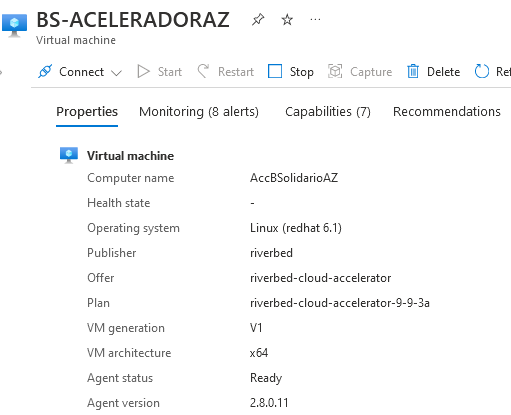 BS-ACELERADORAZ
Virtual machine
Connect Start Restart Stop Capture Delete
Properties Monitoring (8 alerts) Capabilities (7) Recommendations
Virtual machine
Computer name AccBSolidarioAZ
Health state -
Operating system Linux (redhat 6.1)
Publisher riverbed
Offer riverbed-cloud-accelerator
Plan riverbed-cloud-accelerator-9-9-3a
VM generation V1
VM architecture x64
Agent status Ready
Agent version 2.8.0.11